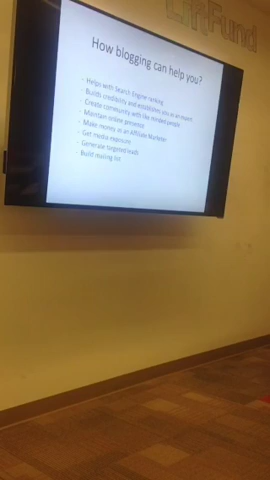 LiftFund
How blogging can help you?
- Helps with Search Engine ranking
- Builds credibility and establishes you as an expert
- Create community with like minded people
- Maintain online presence
- Make money as an Affiliate Marketer
- Get media exposure
- Generate targeted leads
- Build mailing list